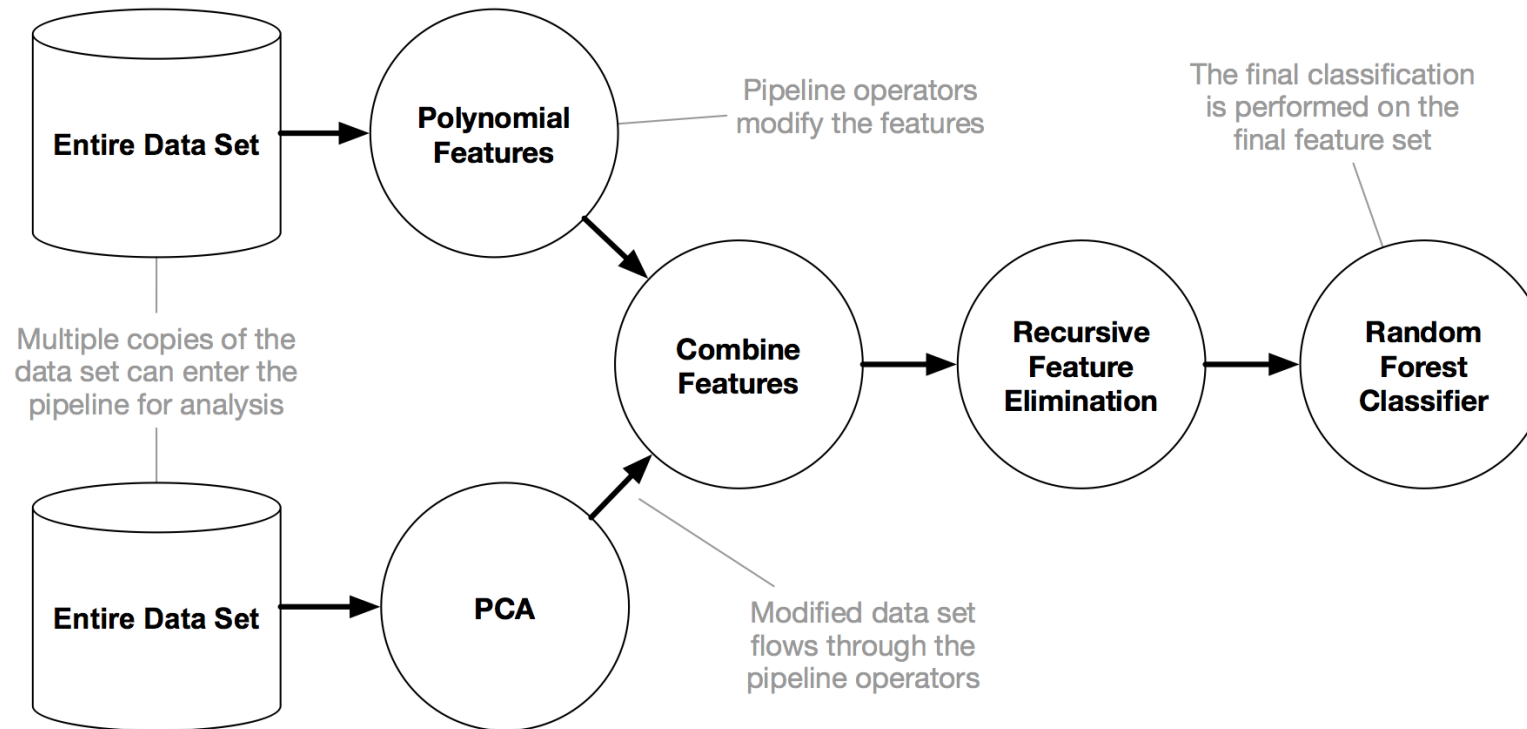 Entire Data Set
Polynomial
Features
Pipeline operators
modify the features
The final classification
is performed on the
final feature set
Multiple copies of the
data set can enter the
pipeline for analysis
Combine
Features
Recursive
Feature
Elimination
Random
Forest
Classifier
Entire Data Set
PCA
Modified data set
flows through the
pipeline operators